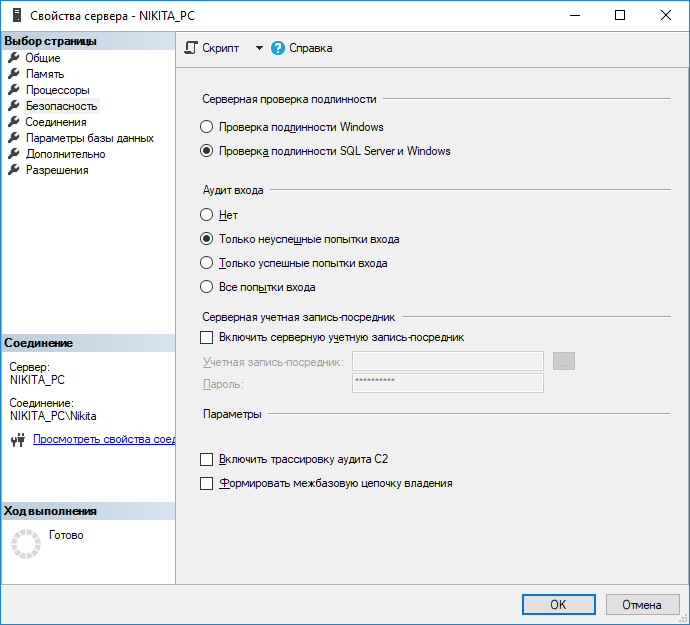 Свойства сервера - NIKITA_PC
Выбор страницы
Общие
Память
Процессоры
Безопасность
Соединения
Параметры базы данных
Дополнительно
Разрешения
Скрипт
? Справка
Серверная проверка подлинности
Проверка подлинности Windows
Проверка подлинности SQL Server и Windows
Аудит входа
Нет
Только неуспешные попытки входа
Только успешные попытки входа
Все попытки входа
Серверная учетная запись-посредник
Включить серверную учетную запись-посредник
Учетная запись-посредник:
...
Пароль:
**********
Параметры
Включить трассировку аудита C2
Формировать межбазовую цепочку владения
Соединение
Сервер:
NIKITA_PC
Соединение:
NIKITA_PC\Nikita
Просмотреть свойства соед
Ход выполнения
Готово
OK
Отмена